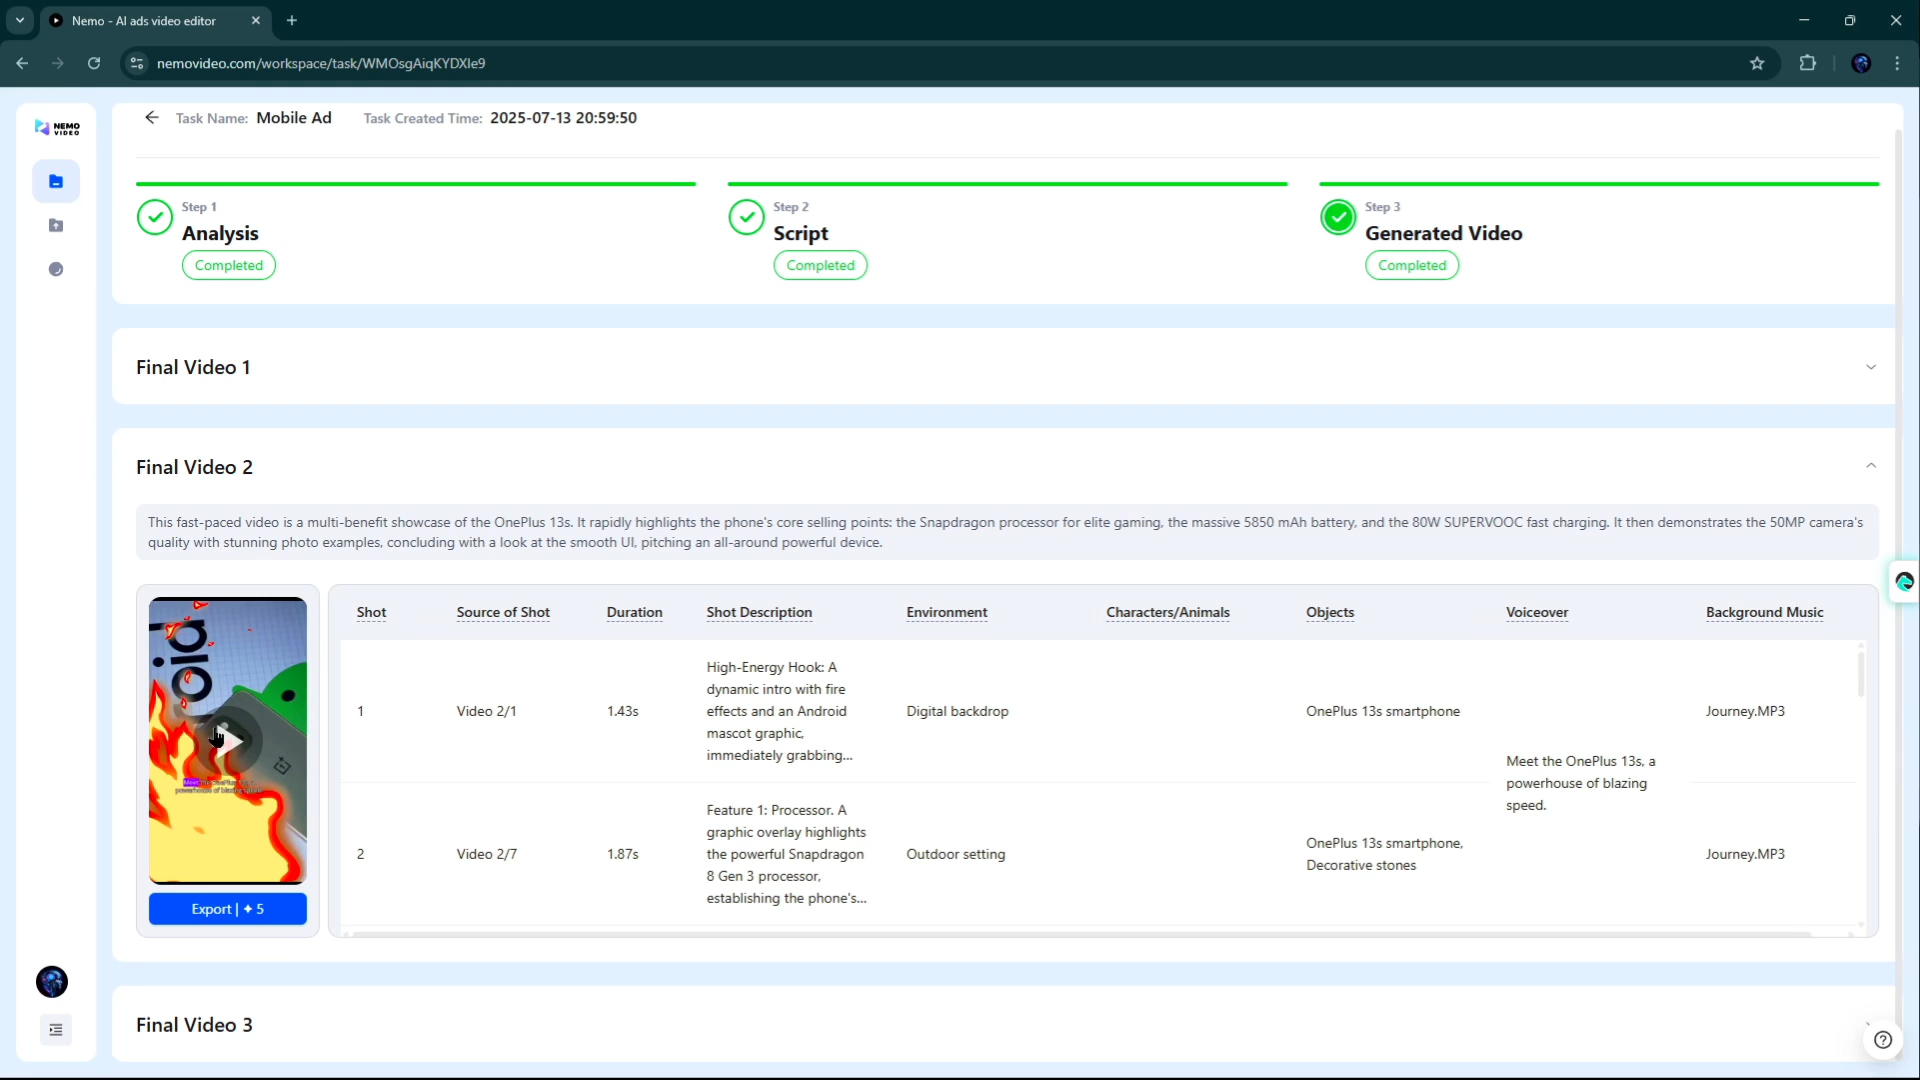 Nemo - AI ads video editor
nemovideo.com/workspace/task/WMOsgAiqKYDXle9
NEMO
VIDEO
Task Name: Mobile Ad Task Created Time: 2025-07-13 20:59:50
Step 1
Analysis
Completed
Step 2
Script
Completed
Step 3
Generated Video
Completed
Final Video 1
Final Video 2
This fast-paced video is a multi-benefit showcase of the OnePlus 13s. It rapidly highlights the phone's core selling points: the Snapdragon processor for elite gaming, the massive 5850 mAh battery, and the 80W SUPERVOOC fast charging. It then demonstrates the 50MP camera's
quality with stunning photo examples, concluding with a look at the smooth UI, pitching an all-around powerful device.
Shot Source of Shot Duration Shot Description Environment Characters/Animals Objects Voiceover Background Music
1
Video 2/1
1.43s
High-Energy Hook: A
dynamic intro with fire
effects and an Android
mascot graphic,
immediately grabbing...
Digital backdrop
OnePlus 13s smartphone
Meet the OnePlus 13s, a
powerhouse of blazing
speed.
Journey.MP3
2
Video 2/7
1.87s
Feature 1: Processor. A
graphic overlay highlights
the powerful Snapdragon
8 Gen 3 processor,
establishing the phone's...
Outdoor setting
OnePlus 13s smartphone,
Decorative stones
Journey.MP3
oid
Export | 5
Final Video 3